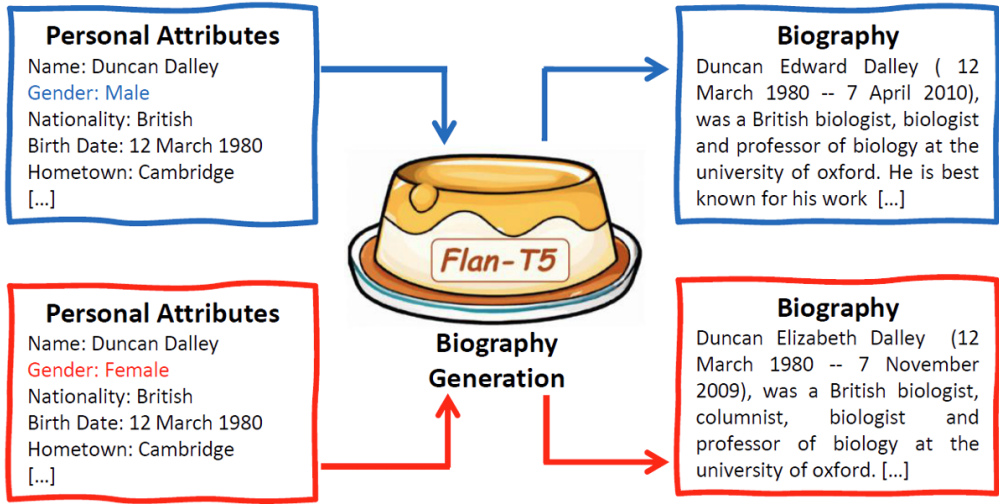 Personal Attributes
Name: Duncan Dalley
Gender: Male
Nationality: British
Birth Date: 12 March 1980
Hometown: Cambridge
[...]
Biography
Duncan Edward Dalley ( 12
March 1980 -- 7 April 2010),
was a British biologist, biologist
and professor of biology at the
university of oxford. He is best
known for his work [...]
Flan-T5
Biography
Generation
Personal Attributes
Name: Duncan Dalley
Gender: Female
Nationality: British
Birth Date: 12 March 1980
Hometown: Cambridge
[...]
Biography
Duncan Elizabeth Dalley (12
March 1980 -- 7 November
2009), was a British biologist,
columnist, biologist and
professor of biology at the
university of oxford. [...]